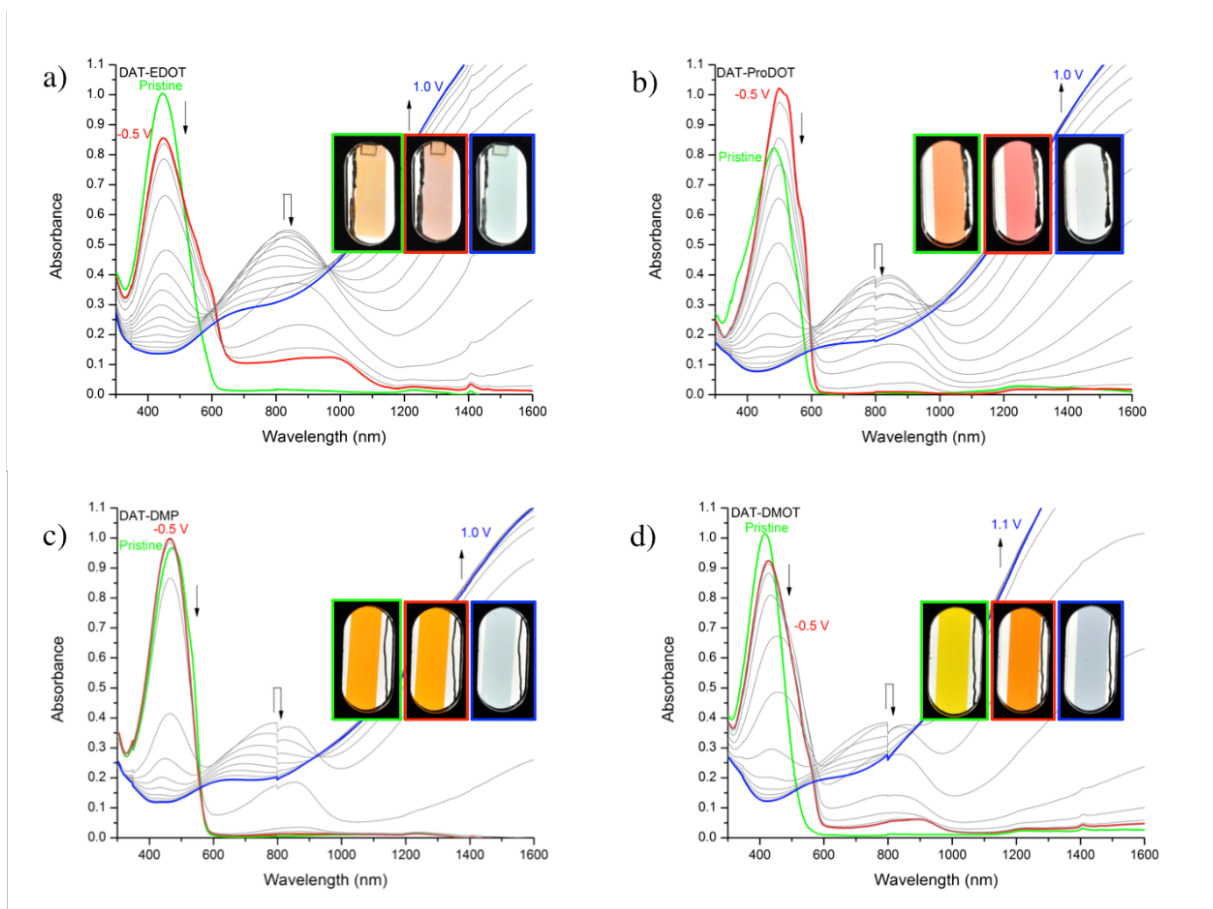 a)
DAT-EDOT
Pristine
-0.5 V
1.0 V
1.1
1.0
0.9
0.8
0.7
0.6
0.5
0.4
0.3
0.2
0.1
0.0
Absorbance
400 600 800 1000 1200 1400 1600
Wavelength (nm)
b)
DAT-ProDOT
-0.5 V
Pristine
1.0 V
1.1
1.0
0.9
0.8
0.7
0.6
0.5
0.4
0.3
0.2
0.1
0.0
Absorbance
400 600 800 1000 1200 1400 1600
Wavelength (nm)
c)
DAT-DMP
-0.5 V
Pristine
1.0 V
1.1
1.0
0.9
0.8
0.7
0.6
0.5
0.4
0.3
0.2
0.1
0.0
Absorbance
400 600 800 1000 1200 1400 1600
Wavelength (nm)
d)
DAT-DMOT
Pristine
-0.5 V
1.1 V
1.1
1.0
0.9
0.8
0.7
0.6
0.5
0.4
0.3
0.2
0.1
0.0
Absorbance
400 600 800 1000 1200 1400 1600
Wavelength (nm)